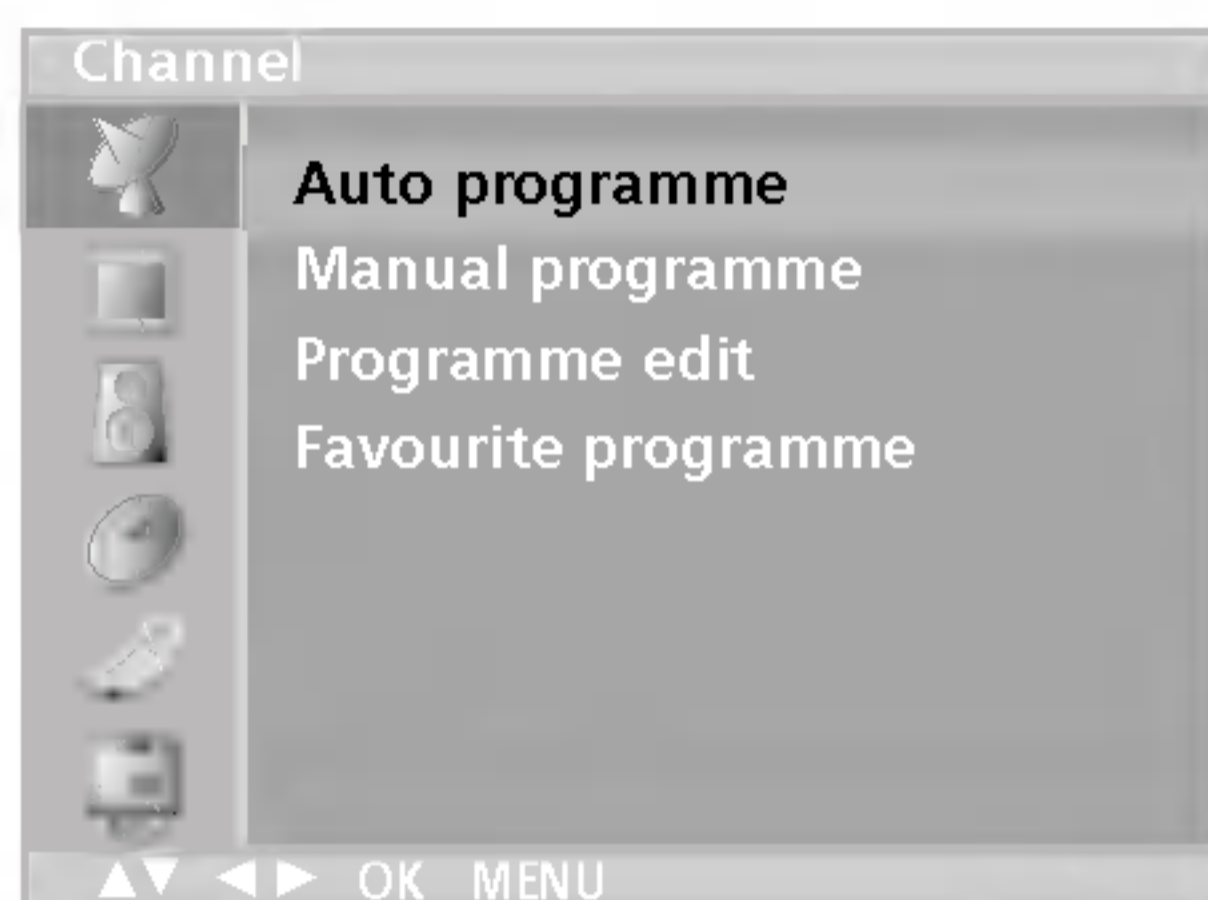 Channel
Auto programme
Manual programme
Programme edit
Favourite programme
▲▼ ◀ ▶ OK MENU